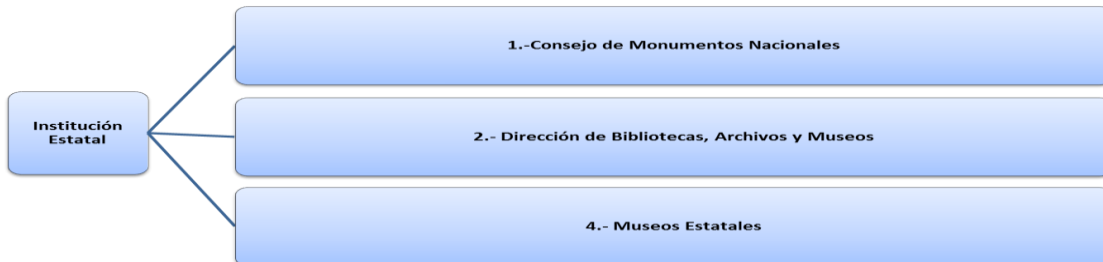 1.-Consejo de Monumentos Nacionales
Institución
Estatal
2.- Dirección de Bibliotecas, Archivos y Museos
4.- Museos Estatales